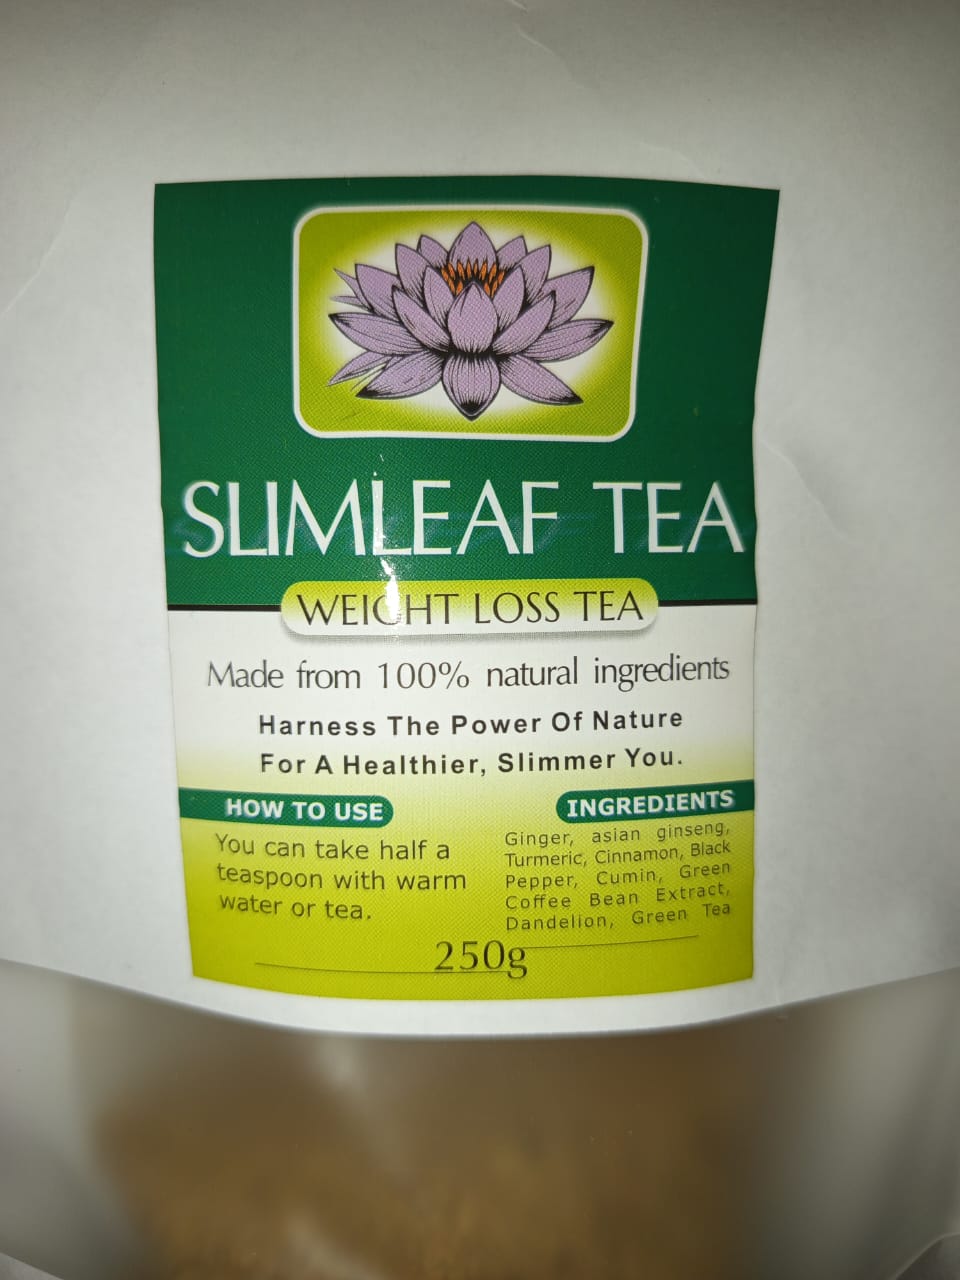 SLIMLEAF TEA
WEIGHT LOSS TEA
Made from 100% natural ingredients
Harness The Power Of Nature
For A Healthier, Slimmer You.
HOW TO USE
You can take half a
teaspoon with warm
water or tea.
INGREDIENTS
Ginger, asian ginseng,
Turmeric, Cinnamon, Black
Pepper, Cumin, Green
Coffee Bean Extract,
Dandelion, Green Tea
250g